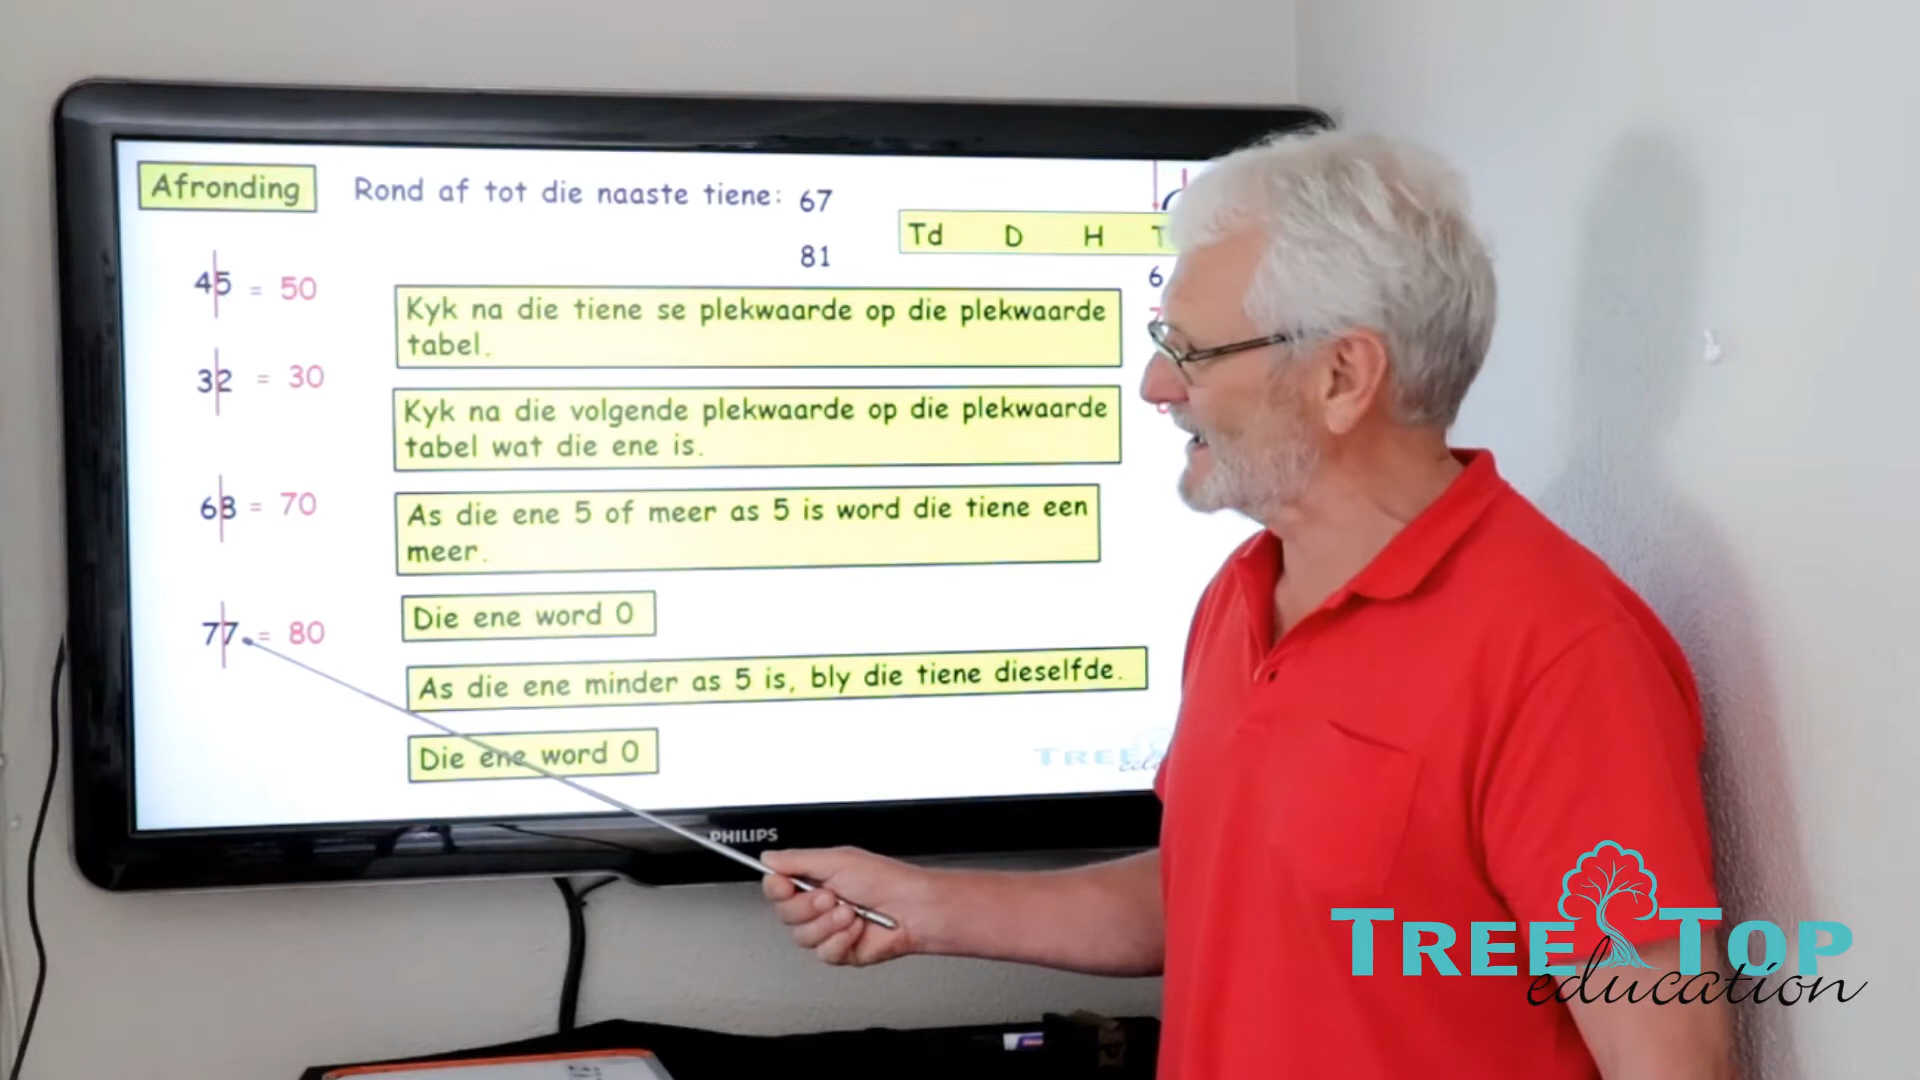 Afronding
Rond af tot die naaste tiene: 67
81
Td D H T
6
45 = 50
32 = 30
68 = 70
77 = 80
Kyk na die tiene se plekwaarde op die plekwaarde
tabel.
Kyk na die volgende plekwaarde op die plekwaarde
tabel wat die ene is.
As die ene 5 of meer as 5 is word die tiene een
meer.
Die ene word 0
As die ene minder as 5 is, bly die tiene dieselfde.
Die ene word 0
PHILIPS
TREE TOP
education